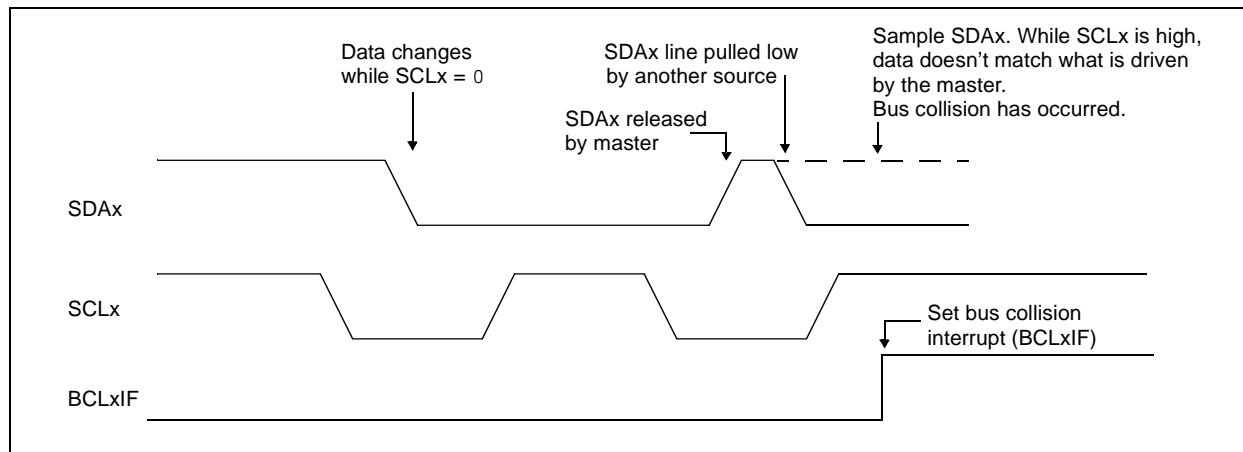 Data changes
while SCLx = 0
SDAx line pulled low
by another source
Sample SDAx. While SCLx is high,
data doesn't match what is driven
by the master.
Bus collision has occurred.
SDAx released
by master
SDAx
SCLx
Set bus collision
interrupt (BCLxIF)
BCLxIF